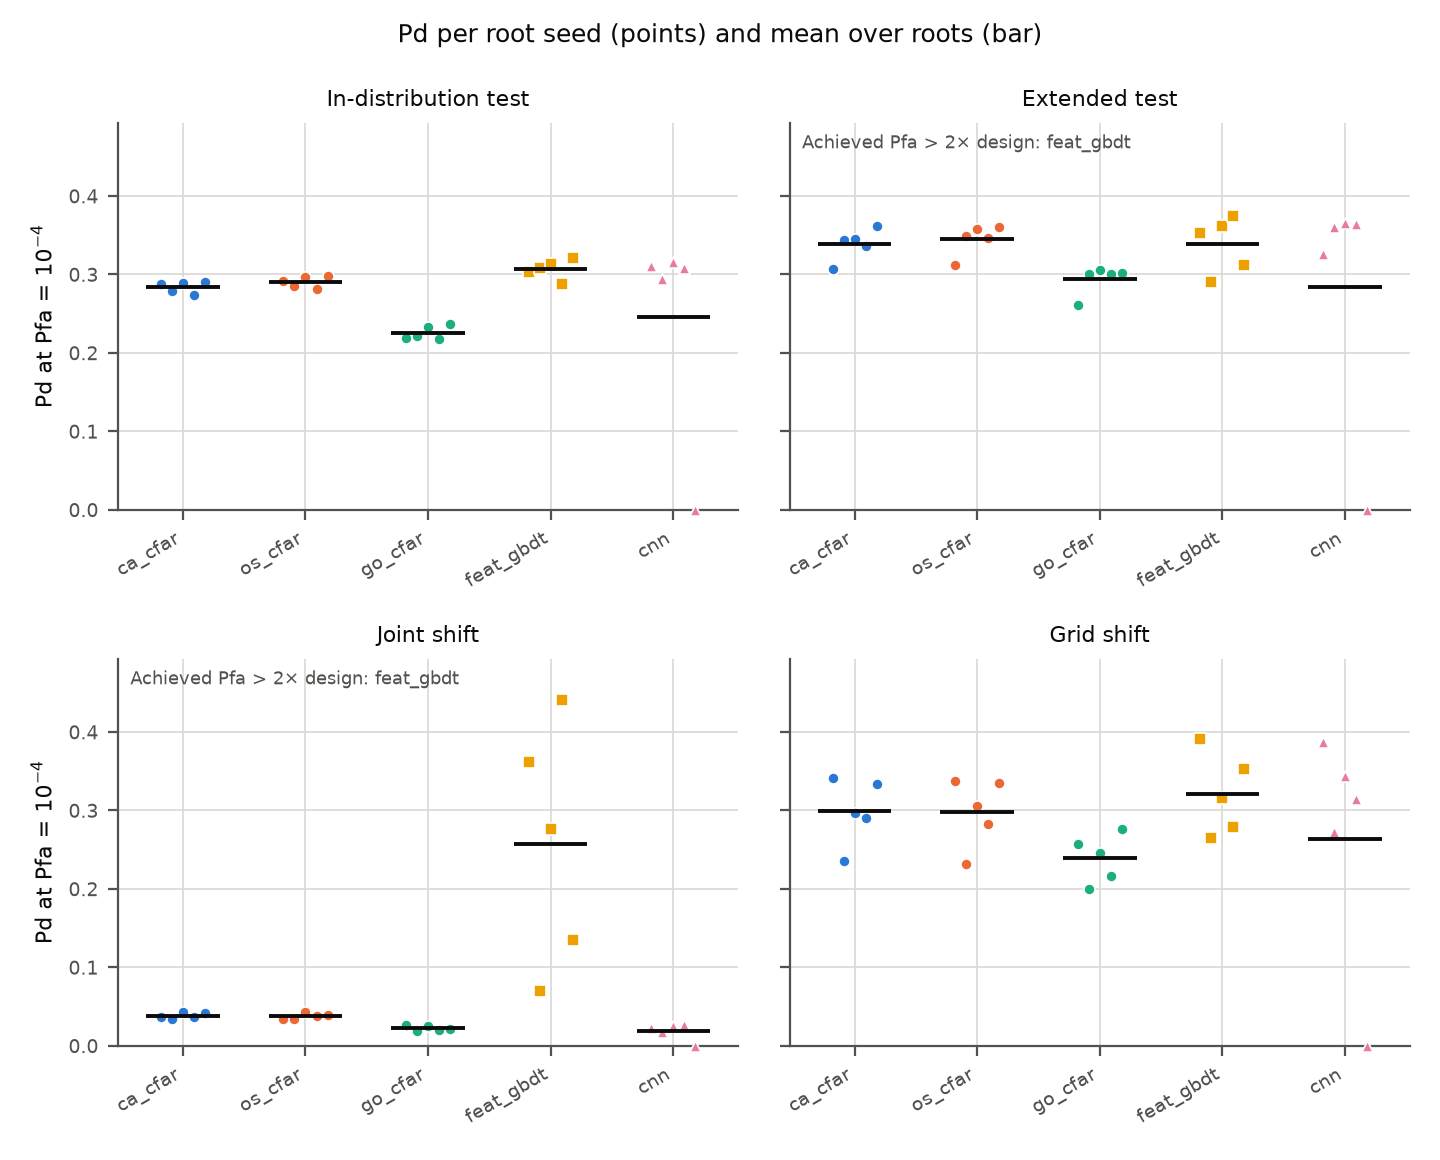 Pd per root seed (points) and mean over roots (bar)
In-distribution test
Extended test
Achieved Pfa > 2× design: feat_gbdt
Pd at Pfa = 10⁻⁴
0.4
0.3
0.2
0.1
0.0
ca_cfar
os_cfar
go_cfar
feat_gbdt
cnn
ca_cfar
os_cfar
go_cfar
feat_gbdt
cnn
Joint shift
Grid shift
Achieved Pfa > 2× design: feat_gbdt
Pd at Pfa = 10⁻⁴
0.4
0.3
0.2
0.1
0.0
ca_cfar
os_cfar
go_cfar
feat_gbdt
cnn
ca_cfar
os_cfar
go_cfar
feat_gbdt
cnn